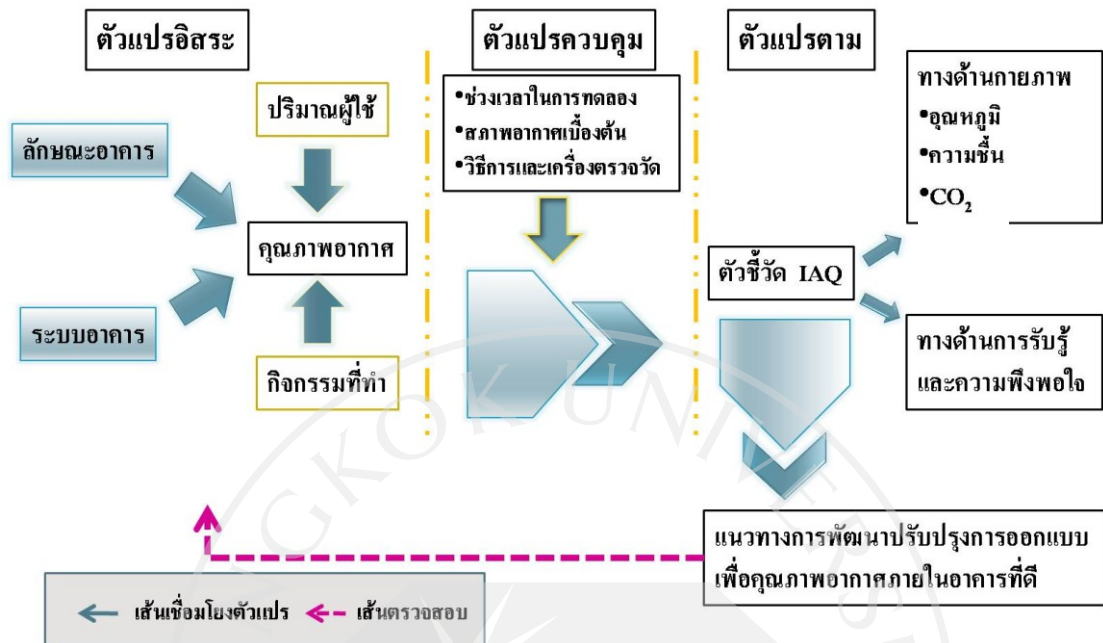 ตัวแปรอิสระ
ตัวแปรควบคุม
ตัวแปรตาม
ปริมาณผู้ใช้
ลักษณะอาคาร
คุณภาพอากาศ
ระบบอาคาร
กิจกรรมที่ทำ
•ช่วงเวลาในการทดลอง
•สภาพอากาศเบื้องต้น
•วิธีการและเครื่องตรวจวัด
ตัวชี้วัด IAQ
ทางด้านกายภาพ
•อุณหภูมิ
•ความชื้น
•CO₂
ทางด้านการรับรู้
และความพึงพอใจ
แนวทางการพัฒนาปรับปรุงการออกแบบ
เพื่อคุณภาพอากาศภายในอาคารที่ดี
เส้นเชื่อมโยงตัวแปร
เส้นตรวจสอบ
NGKOK UNIVERS